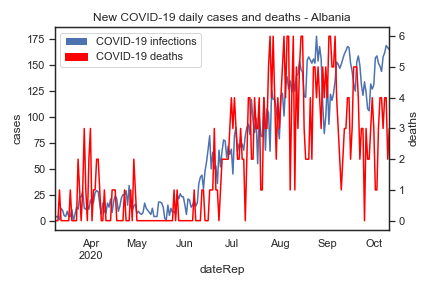 New COVID-19 daily cases and deaths - Albania
COVID-19 infections
COVID-19 deaths
175
150
125
100
75
50
25
0
cases
6
5
4
3
2
1
0
deaths
Apr May Jun Jul Aug Sep Oct
2020
dateRep